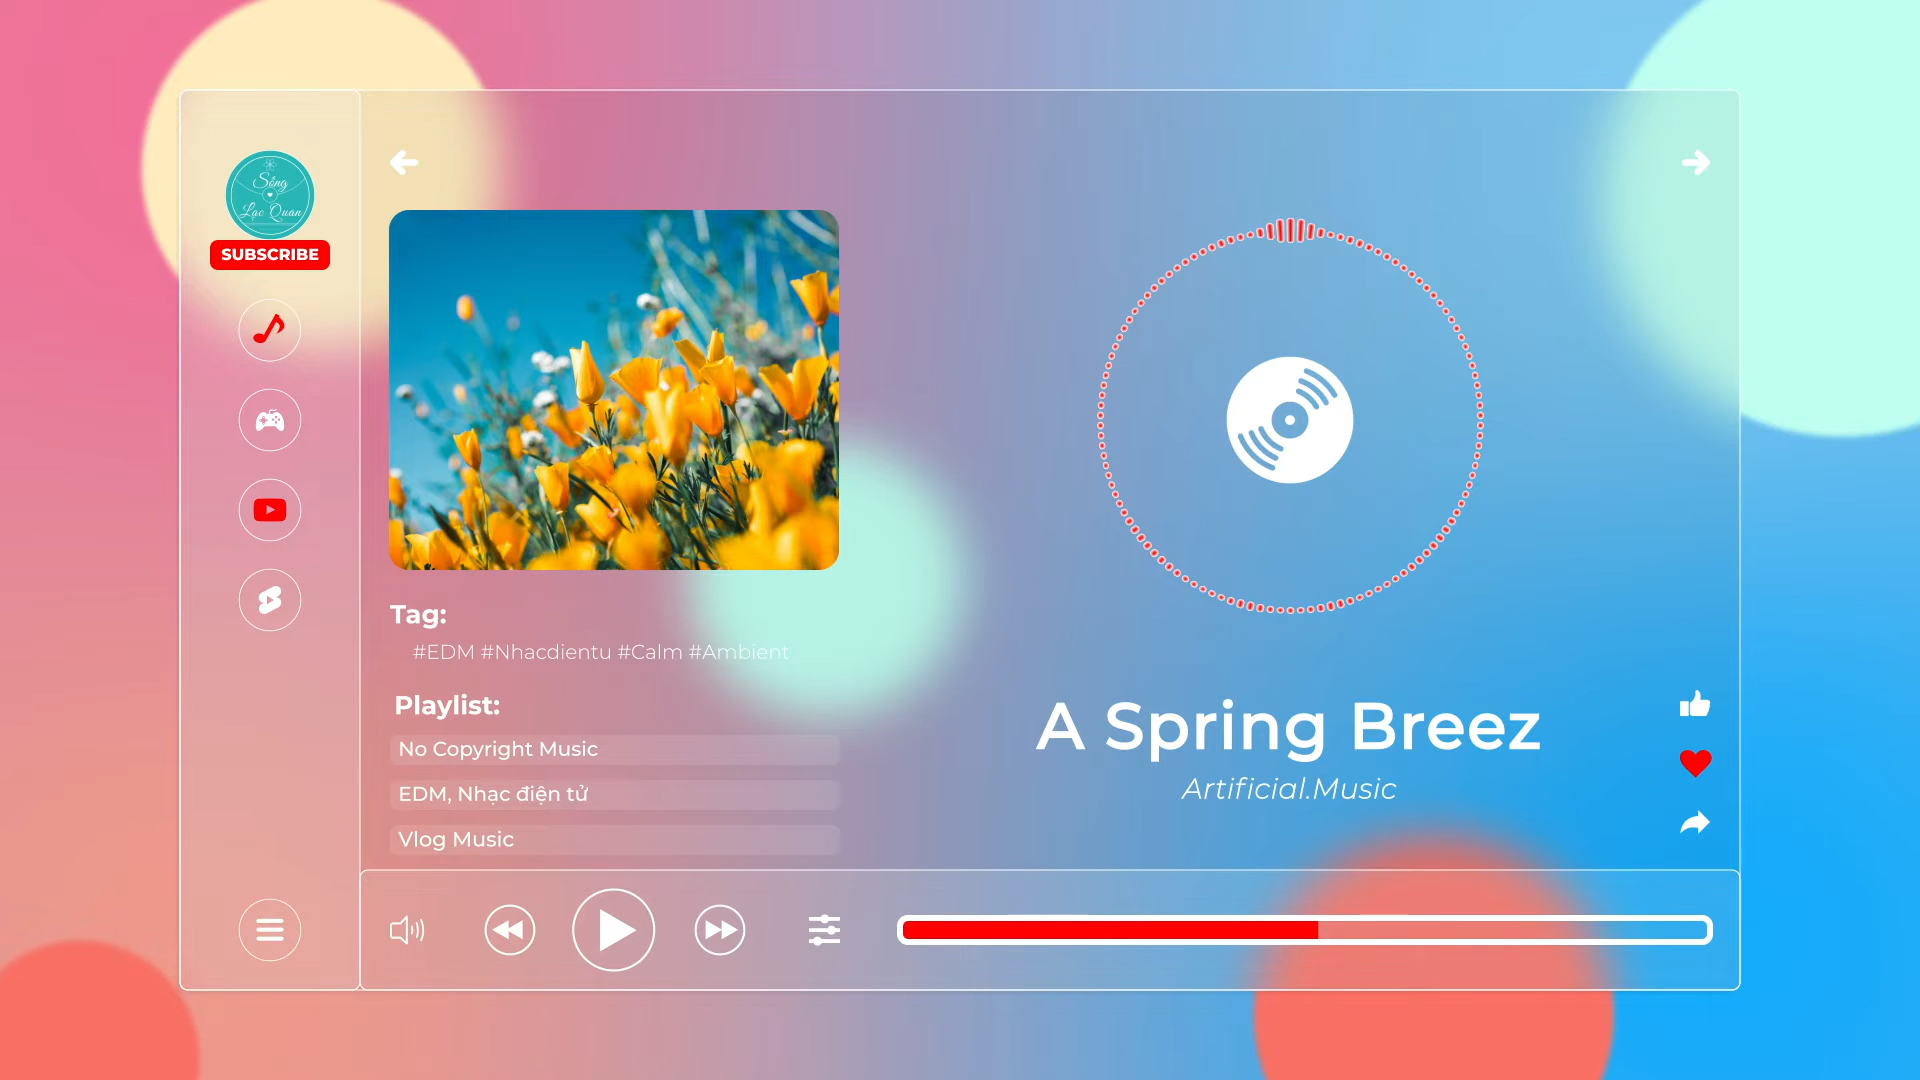 Sống
Lạc Quan
SUBSCRIBE
Tag:
#EDM #Nhacdientu #Calm #Ambient
Playlist:
No Copyright Music
EDM, Nhạc điện tử
Vlog Music
A Spring Breez
Artificial.Music